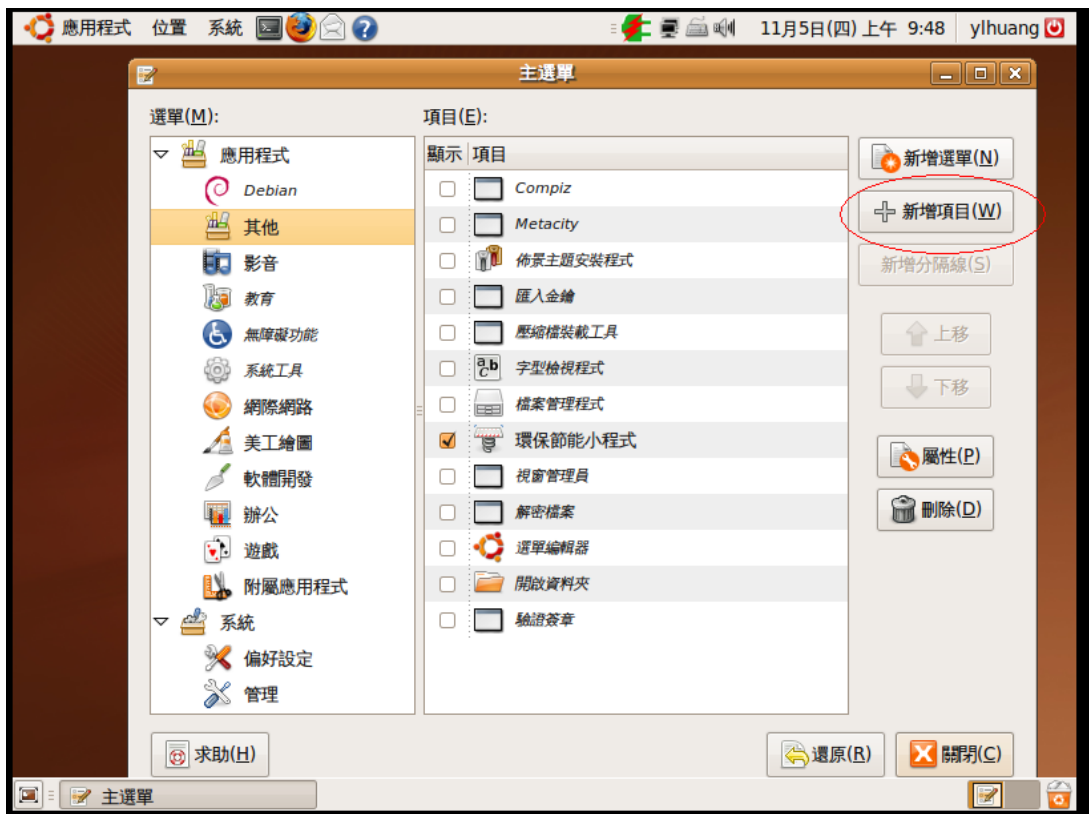 應用程式 位置 系統 11月5日(四) 上午 9:48 ylhuang
主選單
選單(M): 項目(E):
應用程式
Debian
其他
影音
教育
無障礙功能
系統工具
網際網路
美工繪圖
軟體開發
辦公
遊戲
附屬應用程式
系統
偏好設定
管理
顯示 項目
Compiz
Metacity
佈景主題安裝程式
匯入金鑰
壓縮檔裝載工具
字型檢視程式
檔案管理程式
環保節能小程式
視窗管理員
解密檔案
選單編輯器
開啟資料夾
驗證簽章
新增選單(N)
新增項目(W)
新增分隔線(S)
上移
下移
屬性(P)
刪除(D)
求助(H) 還原(R) 關閉(C)
主選單